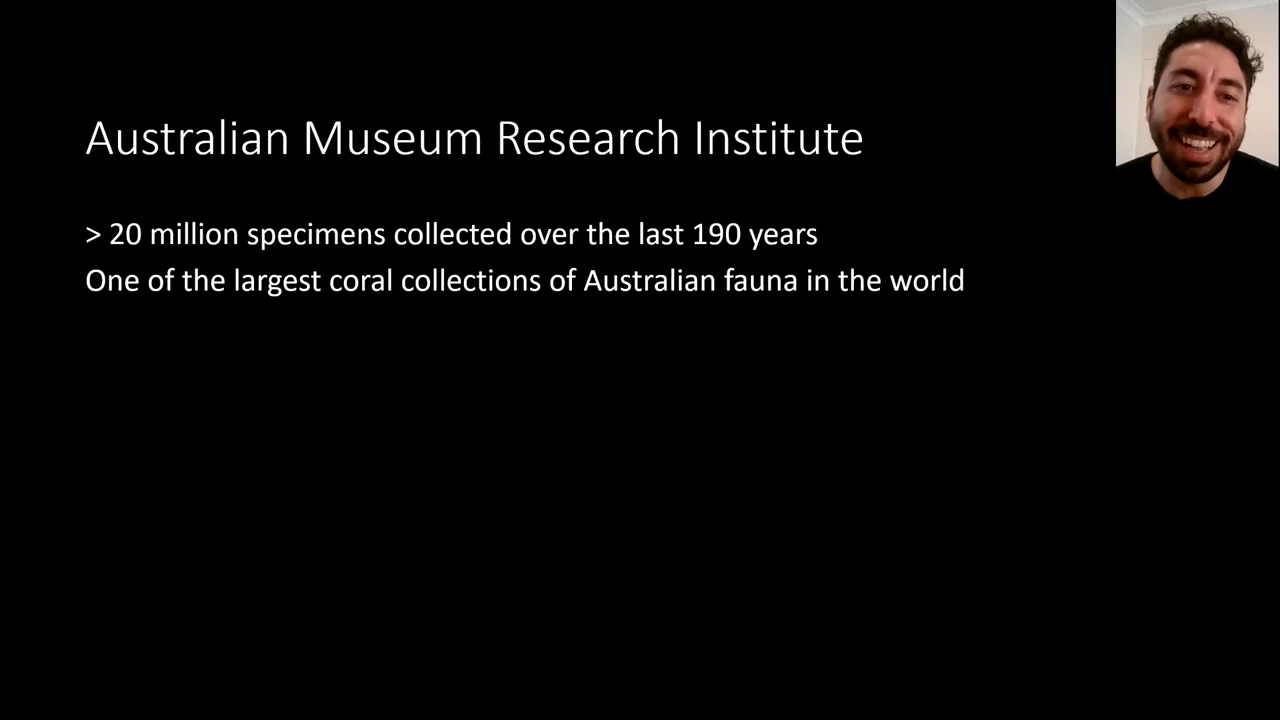 Australian Museum Research Institute
> 20 million specimens collected over the last 190 years
One of the largest coral collections of Australian fauna in the world